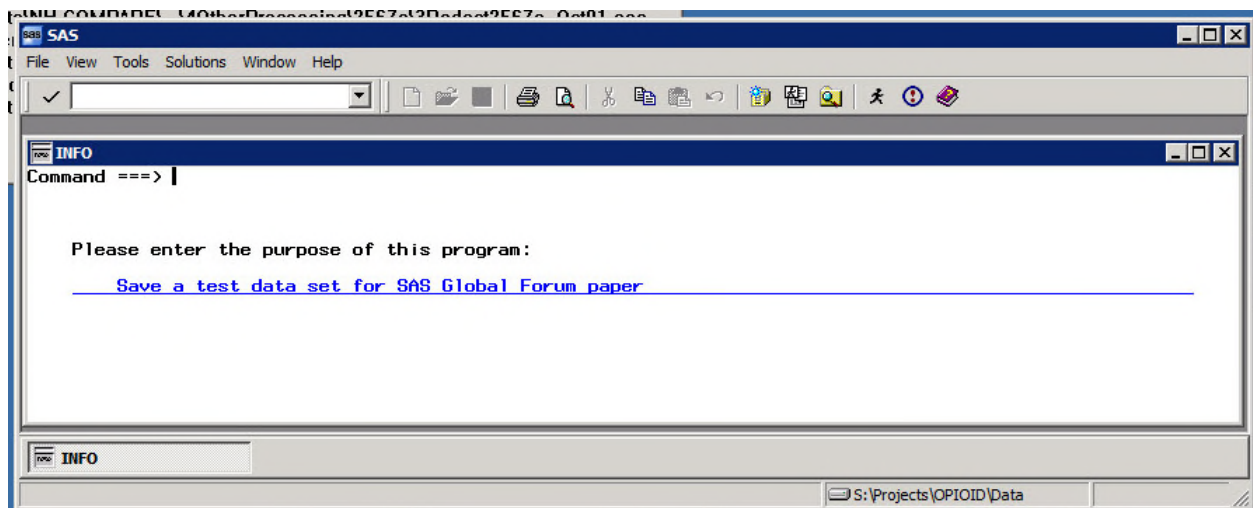 SAS
File View Tools Solutions Window Help
INFO
Command ===>
Please enter the purpose of this program:
Save a test data set for SAS Global Forum paper
INFO
S:\Projects\OPIOID\Data